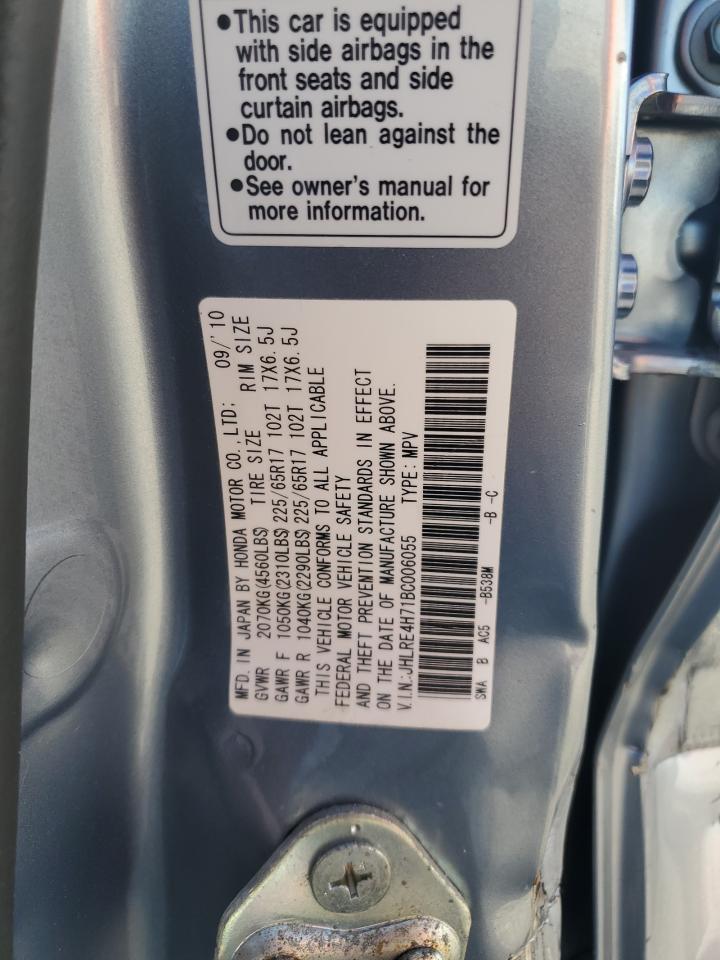 ●This car is equipped
with side airbags in the
front seats and side
curtain airbags.
●Do not lean against the
door.
●See owner's manual for
more information.
MFD. IN JAPAN BY HONDA MOTOR CO., LTD; 09/'10
GVWR 2070KG(4560LBS) TIRE SIZE RIM SIZE
GAWR F 1050KG(2310LBS) 225/65R17 102T 17X6.5J
GAWR R 1040KG(2290LBS) 225/65R17 102T 17X6.5J
THIS VEHICLE CONFORMS TO ALL APPLICABLE
FEDERAL MOTOR VEHICLE SAFETY
AND THEFT PREVENTION STANDARDS IN EFFECT
ON THE DATE OF MANUFACTURE SHOWN ABOVE.
V.I.N.:JHLRE4H71BC006055 TYPE: MPV
SWA B AC5 -B538M -B -C